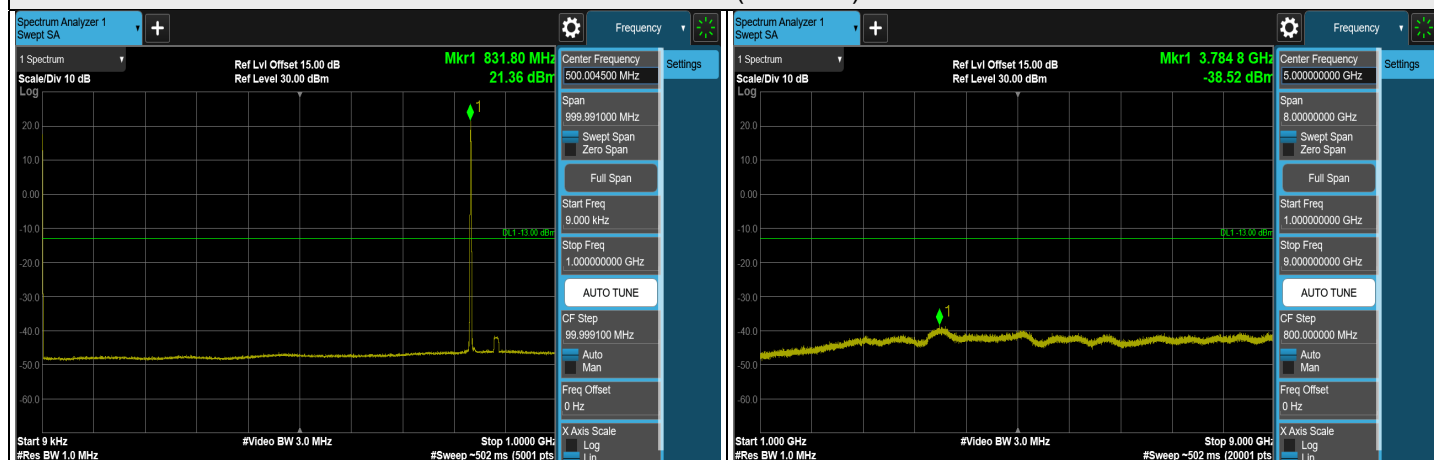 Spectrum Analyzer 1
Swept SA
+
Frequency
1 Spectrum
Scale/Div 10 dB
Log
Ref Lvl Offset 15.00 dB
Ref Level 30.00 dBm
Mkr1 831.80 MHz
21.36 dBm
1
20.0
10.0
0.00
-10.0
-20.0
-30.0
-40.0
-50.0
-60.0
DL1 -13.00 dBm
Start 9 kHz
#Res BW 1.0 MHz
#Video BW 3.0 MHz
Stop 1.0000 GHz
#Sweep ~502 ms (5001 pts
Center Frequency
500.004500 MHz
Settings
Span
999.991000 MHz
Swept Span
Zero Span
Full Span
Start Freq
9.000 kHz
Stop Freq
1.000000000 GHz
AUTO TUNE
CF Step
99.999100 MHz
Auto
Man
Freq Offset
0 Hz
X Axis Scale
Log
Lin
Spectrum Analyzer 1
Swept SA
+
Frequency
1 Spectrum
Scale/Div 10 dB
Log
Ref Lvl Offset 15.00 dB
Ref Level 30.00 dBm
Mkr1 3.784 8 GHz
-38.52 dBm
1
20.0
10.0
0.00
-10.0
-20.0
-30.0
-40.0
-50.0
-60.0
DL1 -13.00 dBm
Start 1.000 GHz
#Res BW 1.0 MHz
#Video BW 3.0 MHz
Stop 9.000 GHz
#Sweep ~502 ms (20001 pts
Center Frequency
5.000000000 GHz
Settings
Span
8.00000000 GHz
Swept Span
Zero Span
Full Span
Start Freq
1.000000000 GHz
Stop Freq
9.000000000 GHz
AUTO TUNE
CF Step
800.000000 MHz
Auto
Man
Freq Offset
0 Hz
X Axis Scale
Log
Lin